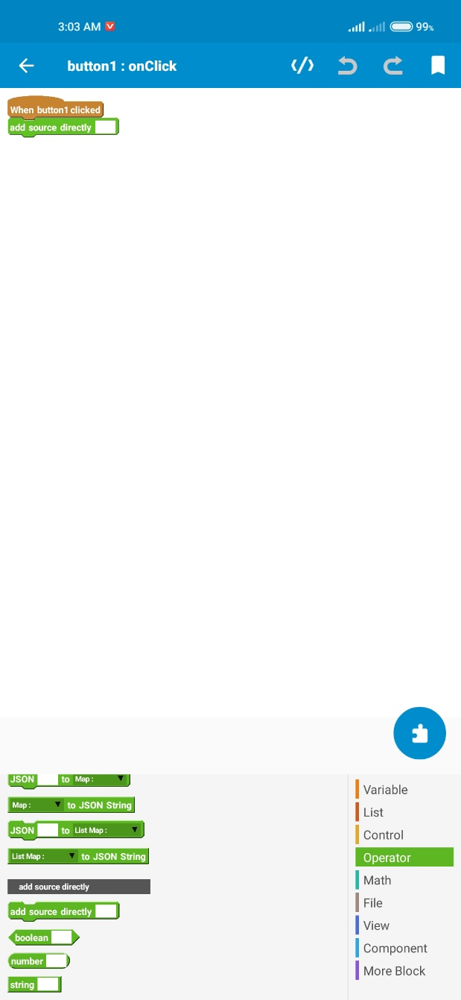 3:03 AM
99%
button1 : onClick
When button1 clicked
add source directly
JSON to Map :
Map : to JSON String
JSON to List Map :
List Map : to JSON String
add source directly
add source directly
boolean
number
string
Variable
List
Control
Operator
Math
File
View
Component
More Block